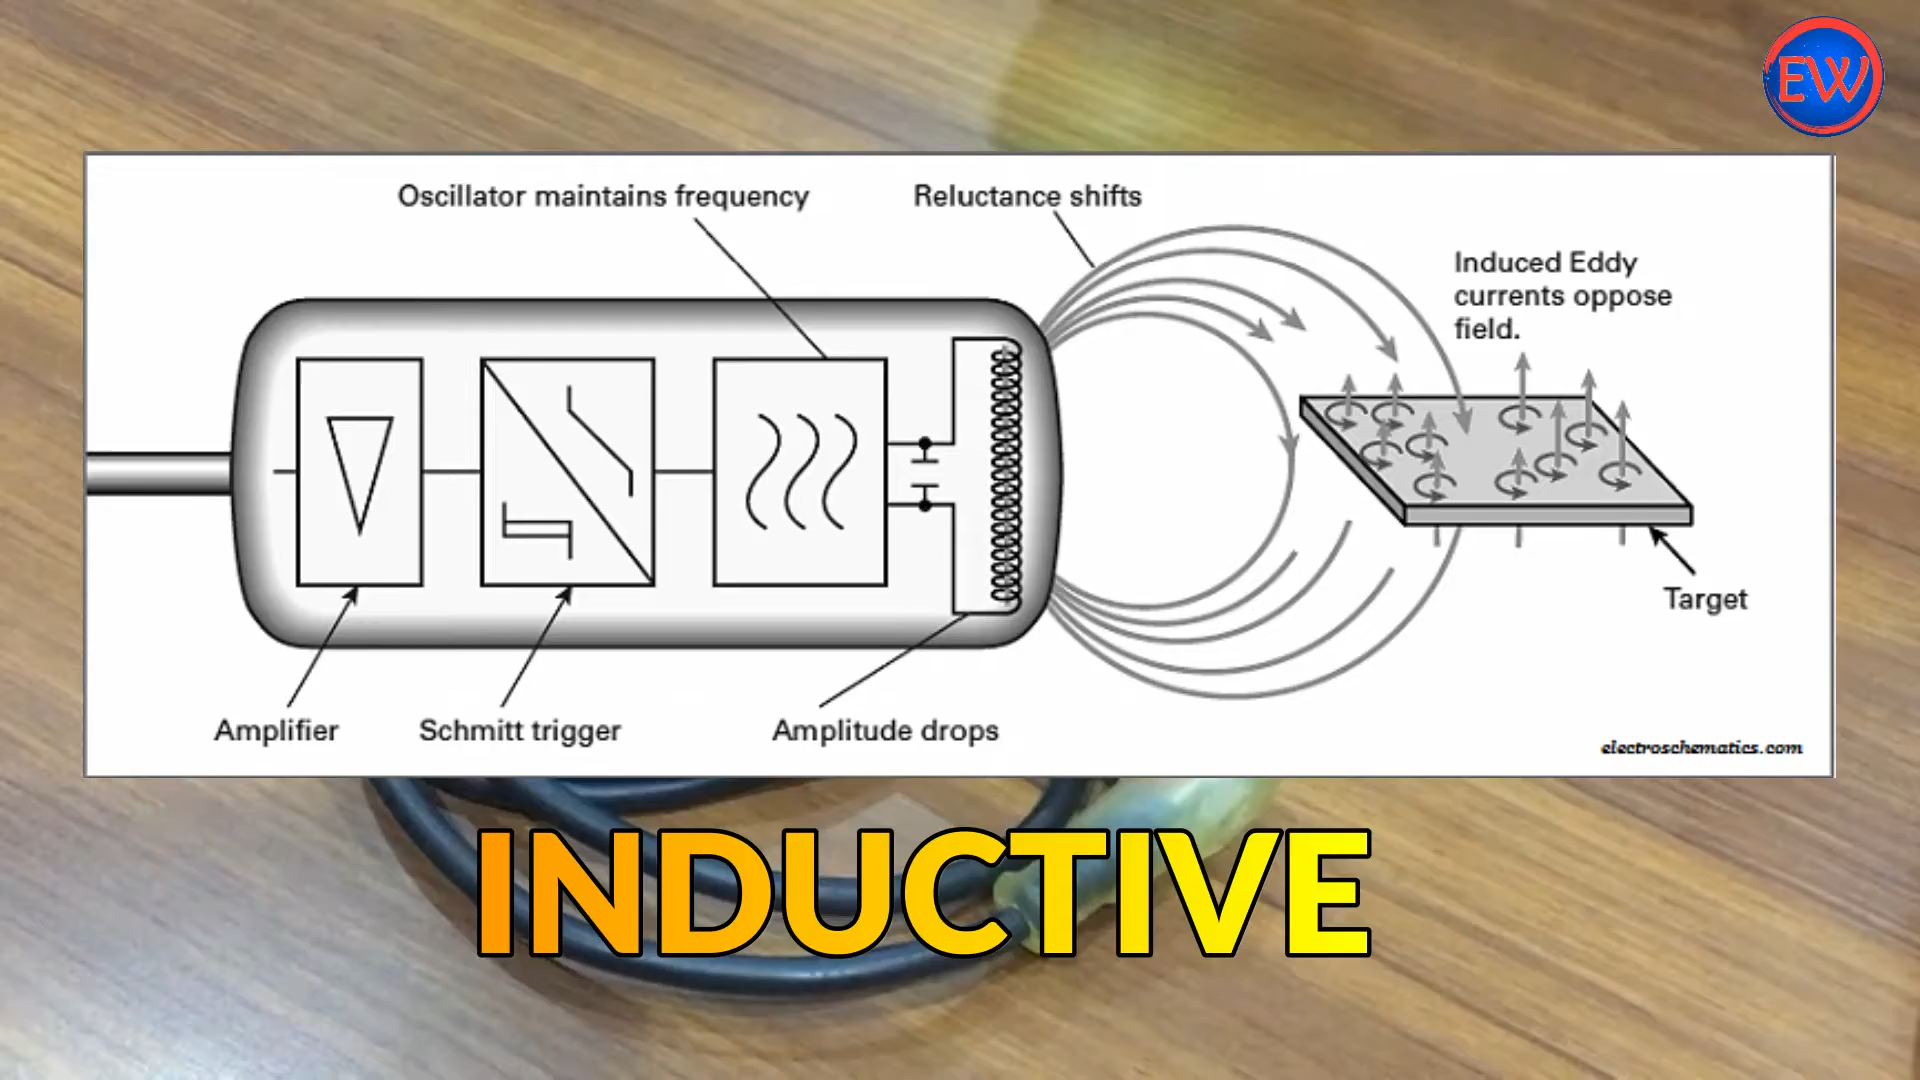 EW
Oscillator maintains frequency
Reluctance shifts
Induced Eddy
currents oppose
field.
Target
Amplifier
Schmitt trigger
Amplitude drops
electroschematics.com
INDUCTIVE